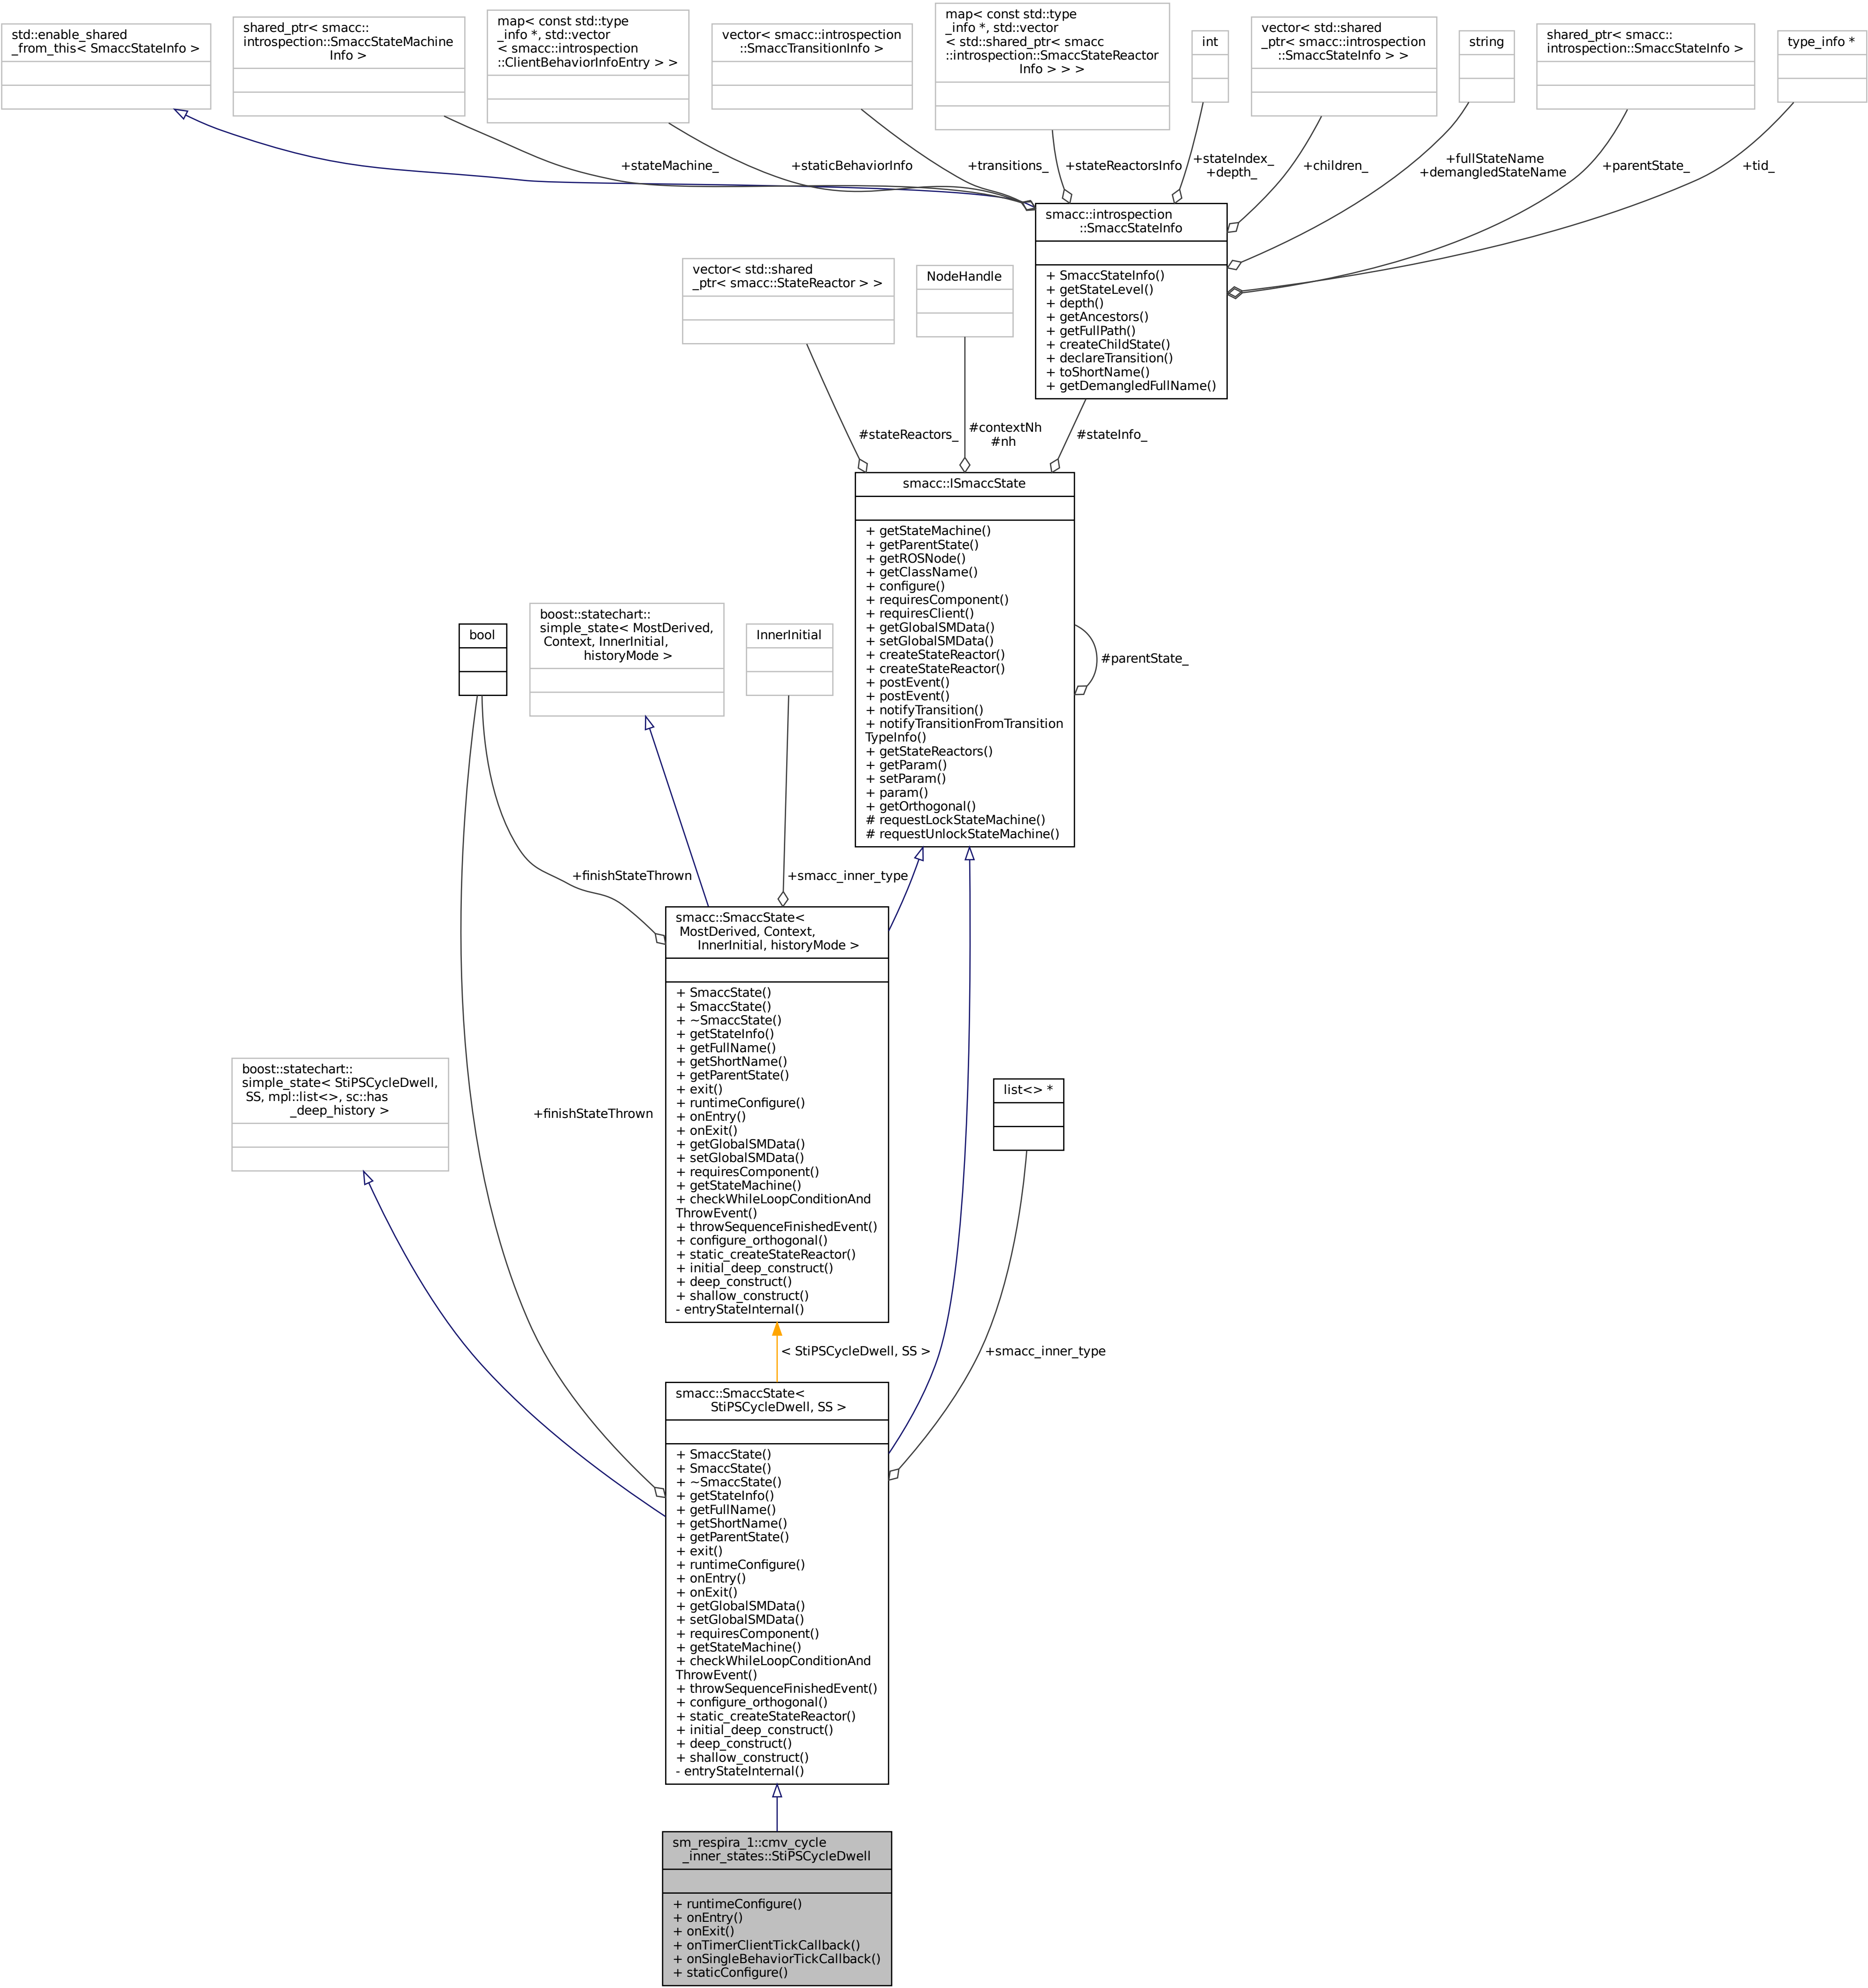 std::enable_shared
_from_this< SmaccStateInfo >
shared_ptr< smacc::
introspection::SmaccStateMachine
Info >
map< const std::type
_info *, std::vector
< smacc::introspection
::ClientBehaviorInfoEntry > >
vector< smacc::introspection
::SmaccTransitionInfo >
map< const std::type
_info *, std::vector
< std::shared_ptr< smacc
::introspection::SmaccStateReactor
Info > > >
int
vector< std::shared
_ptr< smacc::introspection
::SmaccStateInfo > >
string
shared_ptr< smacc::
introspection::SmaccStateInfo >
type_info *
+stateMachine_
+staticBehaviorInfo
+transitions_
+stateReactorsInfo
+stateIndex_
+depth_
+children_
+fullStateName
+demangledStateName
+parentState_
+tid_
smacc::introspection
::SmaccStateInfo
+ SmaccStateInfo()
+ getStateLevel()
+ depth()
+ getAncestors()
+ getFullPath()
+ createChildState()
+ declareTransition()
+ toShortName()
+ getDemangledFullName()
vector< std::shared
_ptr< smacc::StateReactor > >
NodeHandle
#stateReactors_
#contextNh
#nh
#stateInfo_
smacc::ISmaccState
+ getStateMachine()
+ getParentState()
+ getROSNode()
+ getClassName()
+ configure()
+ requiresComponent()
+ requiresClient()
+ getGlobalSMData()
+ setGlobalSMData()
+ createStateReactor()
+ createStateReactor()
+ postEvent()
+ postEvent()
+ notifyTransition()
+ notifyTransitionFromTransition
TypeInfo()
+ getStateReactors()
+ getParam()
+ setParam()
+ param()
+ getOrthogonal()
# requestLockStateMachine()
# requestUnlockStateMachine()
#parentState_
bool
boost::statechart::
simple_state< MostDerived,
Context, InnerInitial,
historyMode >
InnerInitial
+finishStateThrown
+smacc_inner_type
smacc::SmaccState<
MostDerived, Context,
InnerInitial, historyMode >
+ SmaccState()
+ SmaccState()
+ ~SmaccState()
+ getStateInfo()
+ getFullName()
+ getShortName()
+ getParentState()
+ exit()
+ runtimeConfigure()
+ onEntry()
+ onExit()
+ getGlobalSMData()
+ setGlobalSMData()
+ requiresComponent()
+ getStateMachine()
+ checkWhileLoopConditionAnd
ThrowEvent()
+ throwSequenceFinishedEvent()
+ configure_orthogonal()
+ static_createStateReactor()
+ initial_deep_construct()
+ deep_construct()
+ shallow_construct()
- entryStateInternal()
boost::statechart::
simple_state< StiPSCycleDwell,
SS, mpl::list<>, sc::has
_deep_history >
+finishStateThrown
list<> *
< StiPSCycleDwell, SS >
+smacc_inner_type
smacc::SmaccState<
StiPSCycleDwell, SS >
+ SmaccState()
+ SmaccState()
+ ~SmaccState()
+ getStateInfo()
+ getFullName()
+ getShortName()
+ getParentState()
+ exit()
+ runtimeConfigure()
+ onEntry()
+ onExit()
+ getGlobalSMData()
+ setGlobalSMData()
+ requiresComponent()
+ getStateMachine()
+ checkWhileLoopConditionAnd
ThrowEvent()
+ throwSequenceFinishedEvent()
+ configure_orthogonal()
+ static_createStateReactor()
+ initial_deep_construct()
+ deep_construct()
+ shallow_construct()
- entryStateInternal()
sm_respira_1::cmv_cycle
_inner_states::StiPSCycleDwell
+ runtimeConfigure()
+ onEntry()
+ onExit()
+ onTimerClientTickCallback()
+ onSingleBehaviorTickCallback()
+ staticConfigure()